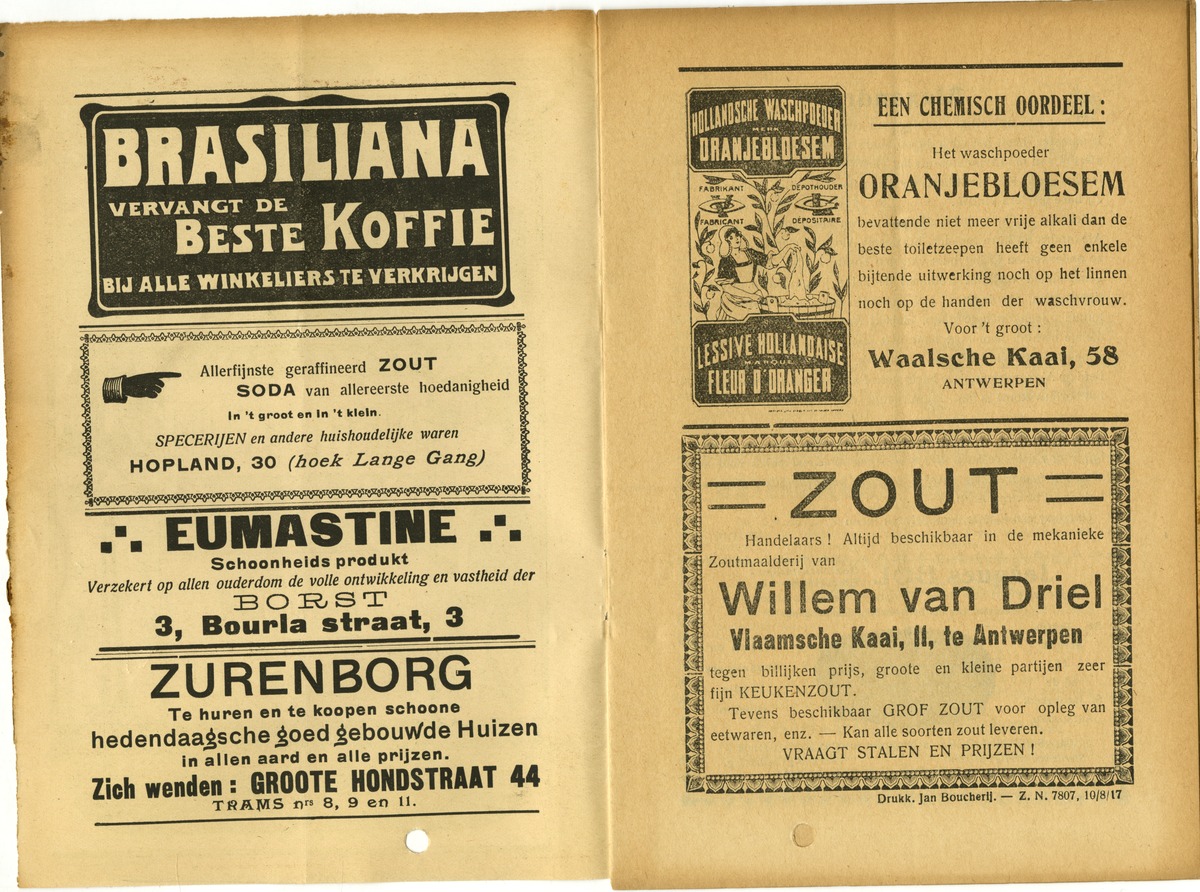 BRASILIANA
VERVANGT DE
BESTE KOFFIE
BIJ ALLE WINKELIERS TE VERKRIJGEN
Allerfijnste geraffineerd ZOUT
SODA van allereerste hoedanigheid
In 't groot en in 't klein.
SPECERIJEN en andere huishoudelijke waren
HOPLAND, 30 (hoek Lange Gang)
EUMASTINE
Schoonheids produkt
Verzekert op allen ouderdom de volle ontwikkeling en vastheid der
BORST
3, Bourla straat, 3
ZURENBORG
Te huren en te koopen schoone
hedendaagsche goed gebouwde Huizen
in allen aard en alle prijzen.
Zich wenden : GROOTE HONDSTRAAT 44
TRAMS nrs 8, 9 en 11.
HOLLANDSCHE WASCHPOEDER
MERK
ORANJEBLOESEM
FABRIKANT DEPOTHOUDER
FABRICANT DEPOSITAIRE
LESSIVE HOLLANDAISE
MARQUE
FLEUR D'ORANGER
EEN CHEMISCH OORDEEL :
Het waschpoeder
ORANJEBLOESEM
bevattende niet meer vrije alkali dan de
beste toiletzeepen heeft geen enkele
bijtende uitwerking noch op het linnen
noch op de handen der waschvrouw.
Voor 't groot :
Waalsche Kaai, 58
ANTWERPEN
ZOUT
Handelaars ! Altijd beschikbaar in de mekanieke
Zoutmaalderij van
Willem van Driel
Vlaamsche Kaai, 11, te Antwerpen
tegen billijken prijs, groote en kleine partijen zeer
fijn KEUKENZOUT.
Tevens beschikbaar GROF ZOUT voor opleg van
eetwaren, enz. — Kan alle soorten zout leveren.
VRAAGT STALEN EN PRIJZEN !
Drukk. Jan Boucherij. — Z. N. 7807, 10/8/17